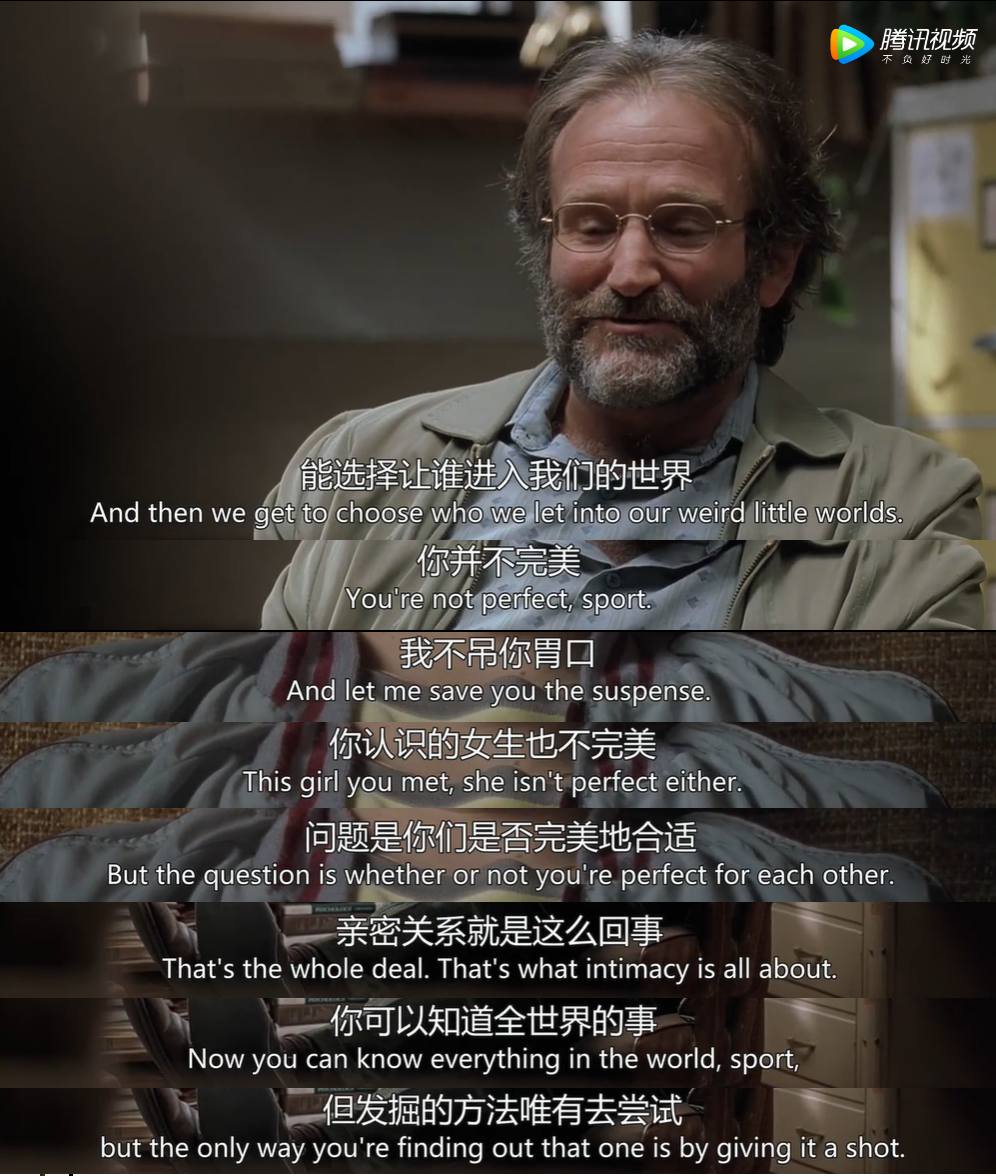 腾讯视频
不负好时光
能选择让谁进入我们的世界
And then we get to choose who we let into our weird little worlds.
你并不完美
You're not perfect, sport.
我不吊你胃口
And let me save you the suspense.
你认识的女生也不完美
This girl you met, she isn't perfect either.
问题是你们是否完美地合适
But the question is whether or not you're perfect for each other.
亲密关系就是这么回事
That's the whole deal. That's what intimacy is all about.
你可以知道全世界的事
Now you can know everything in the world, sport,
但发掘的方法唯有去尝试
but the only way you're finding out that one is by giving it a shot.